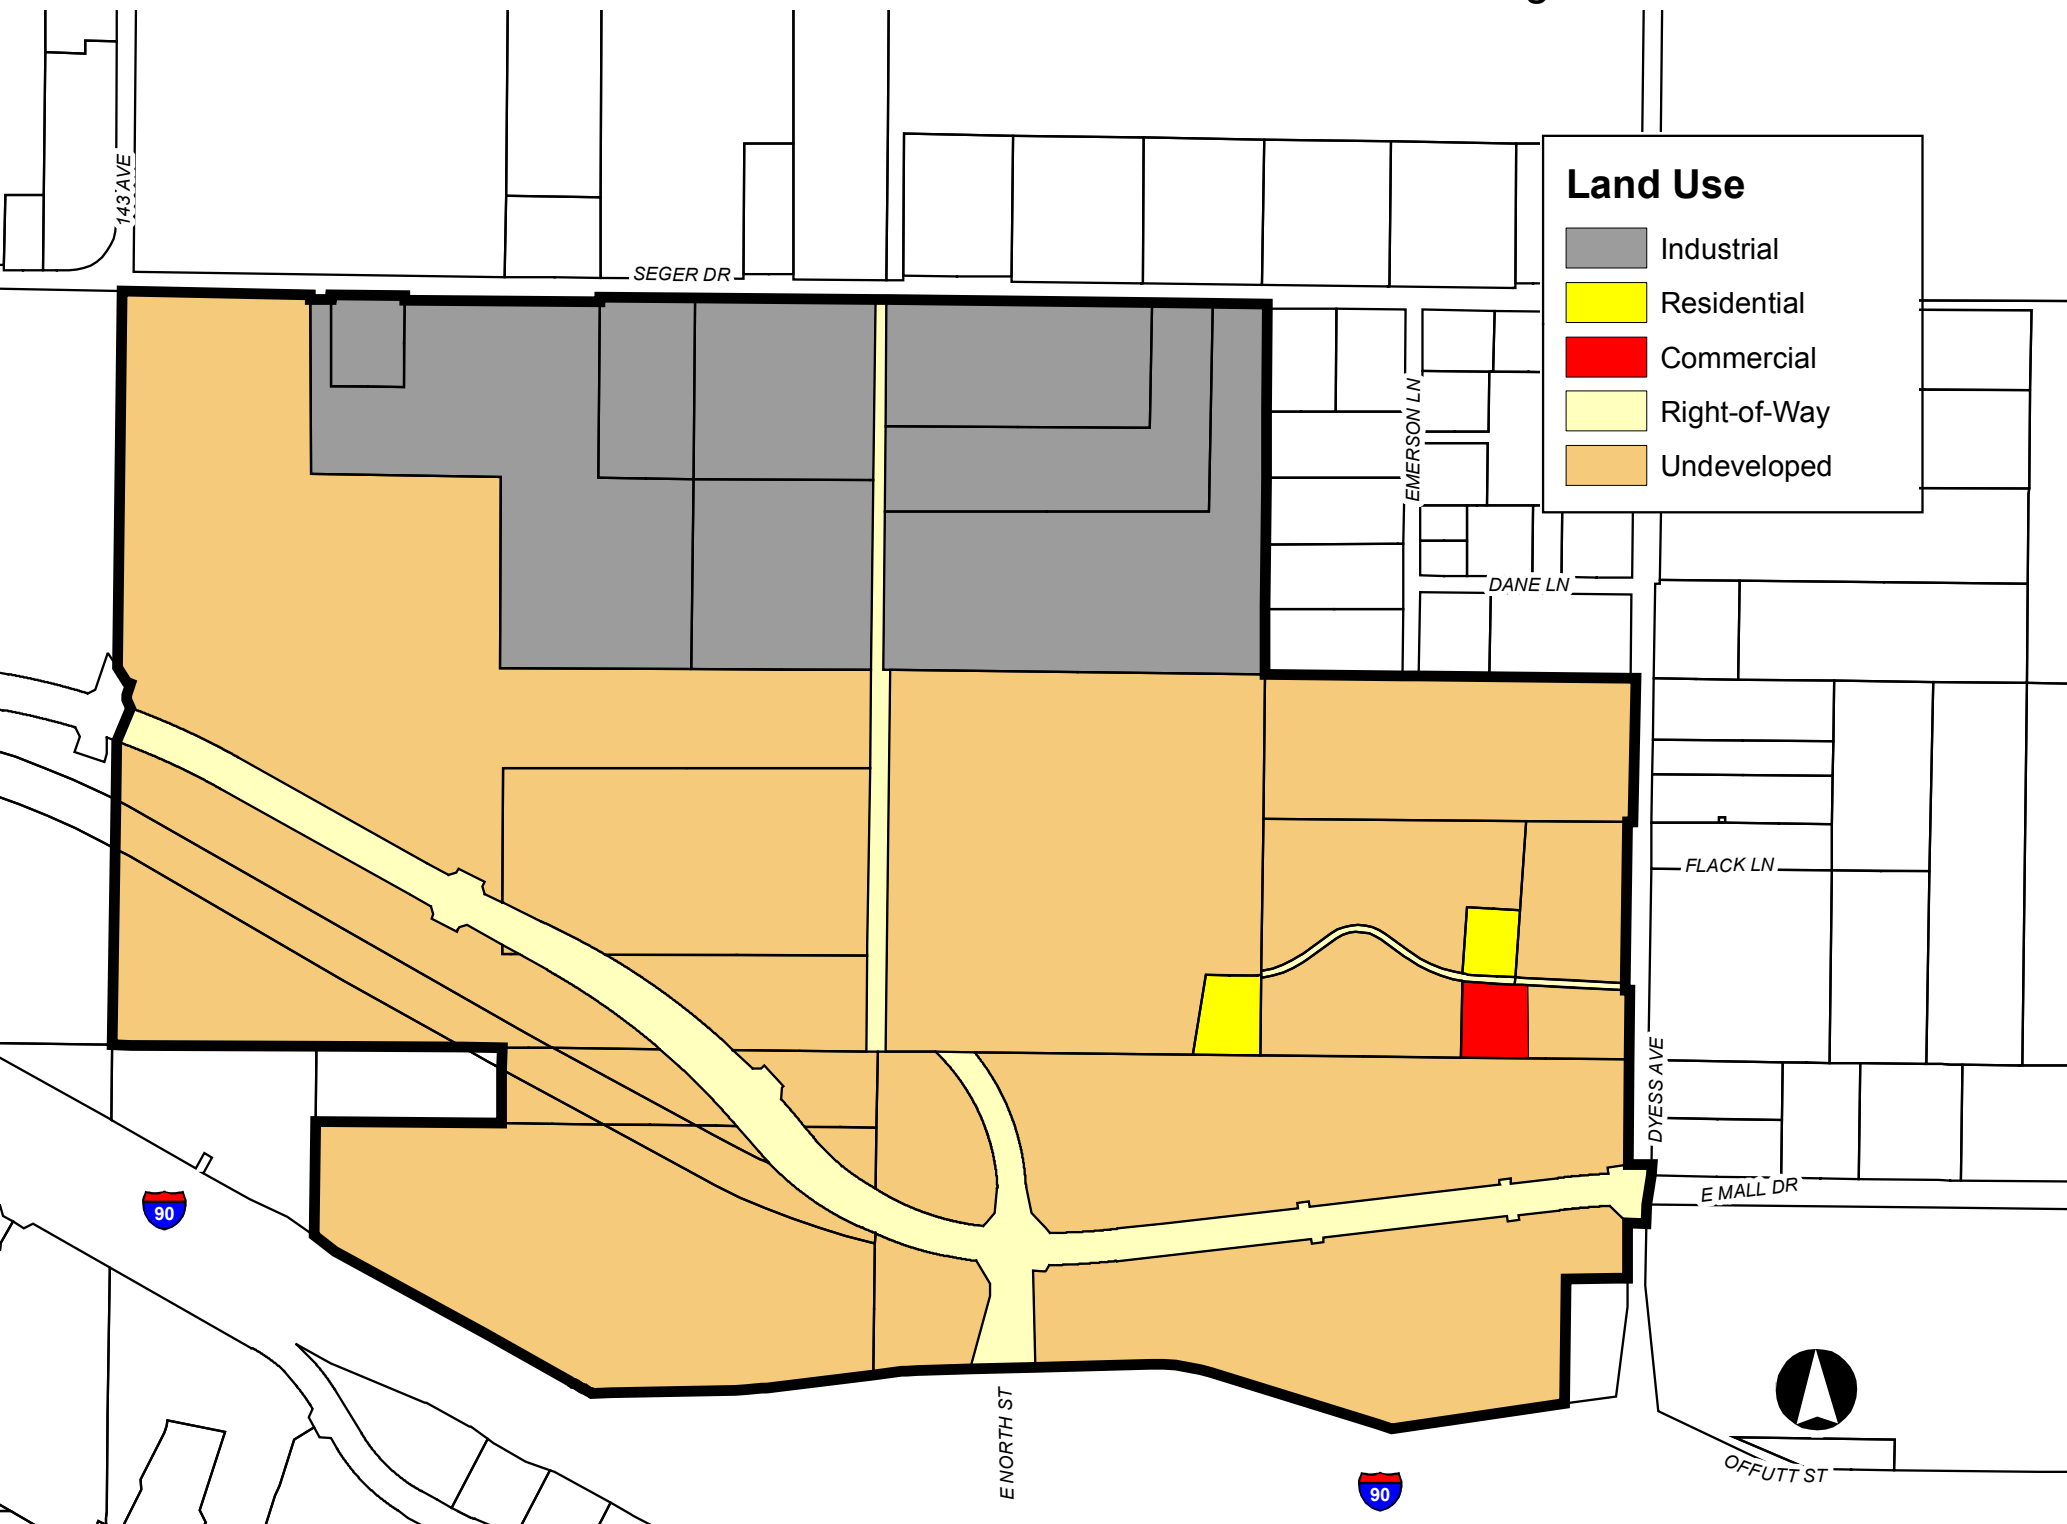 143 AVE
SEGER DR
Land Use
Industrial
Residential
Commercial
Right-of-Way
Undeveloped
EMERSON LN
DANE LN
FLACK LN
DYESS AVE
E MALL DR
90
E NORTH ST
90
OFFUTT ST